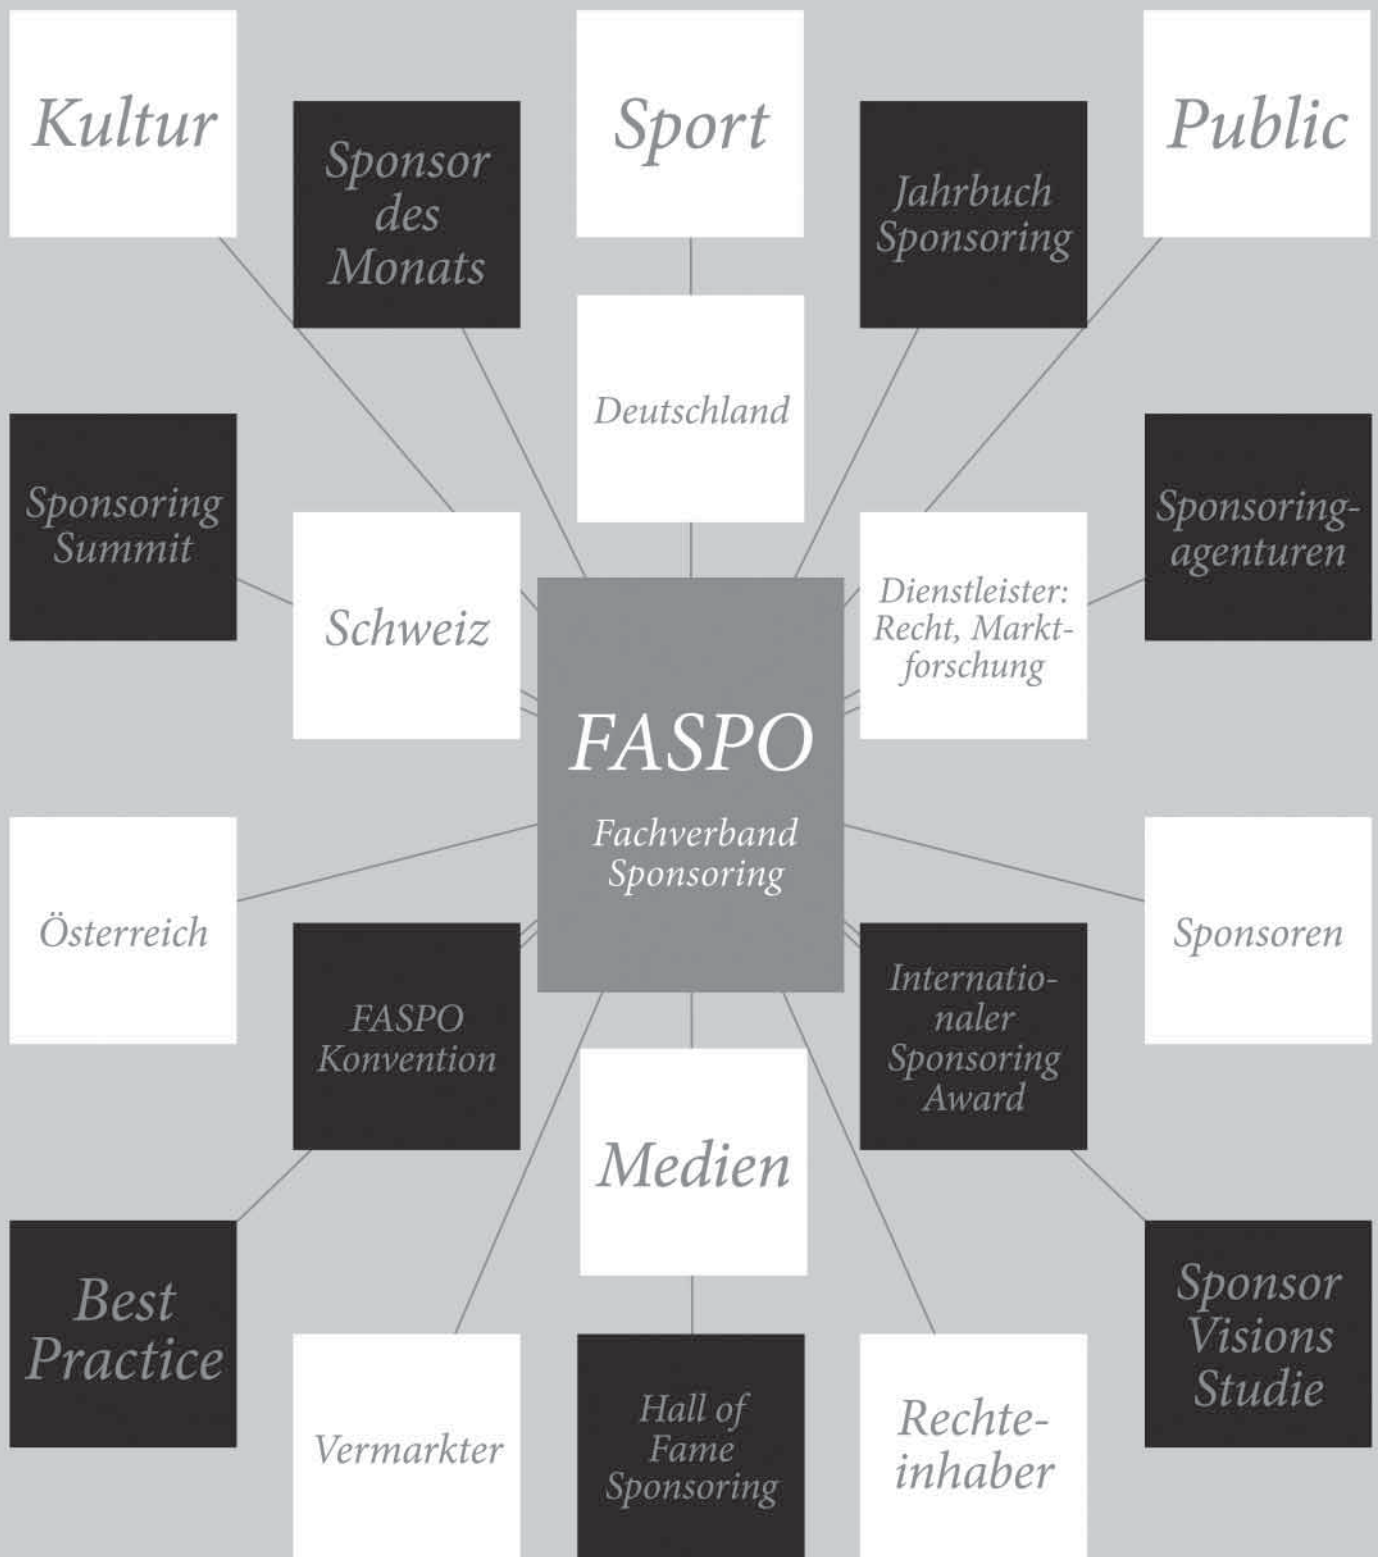 Kultur
Sponsor
des
Monats
Sport
Jahrbuch
Sponsoring
Public
Deutschland
Sponsoring
Summit
Schweiz
Dienstleister:
Recht, Markt-
forschung
Sponsoring-
agenturen
FASPO
Fachverband
Sponsoring
Österreich
FASPO
Konvention
Internatio-
naler
Sponsoring
Award
Sponsoren
Medien
Best
Practice
Vermarkter
Hall of
Fame
Sponsoring
Rechte-
inhaber
Sponsor
Visions
Studie